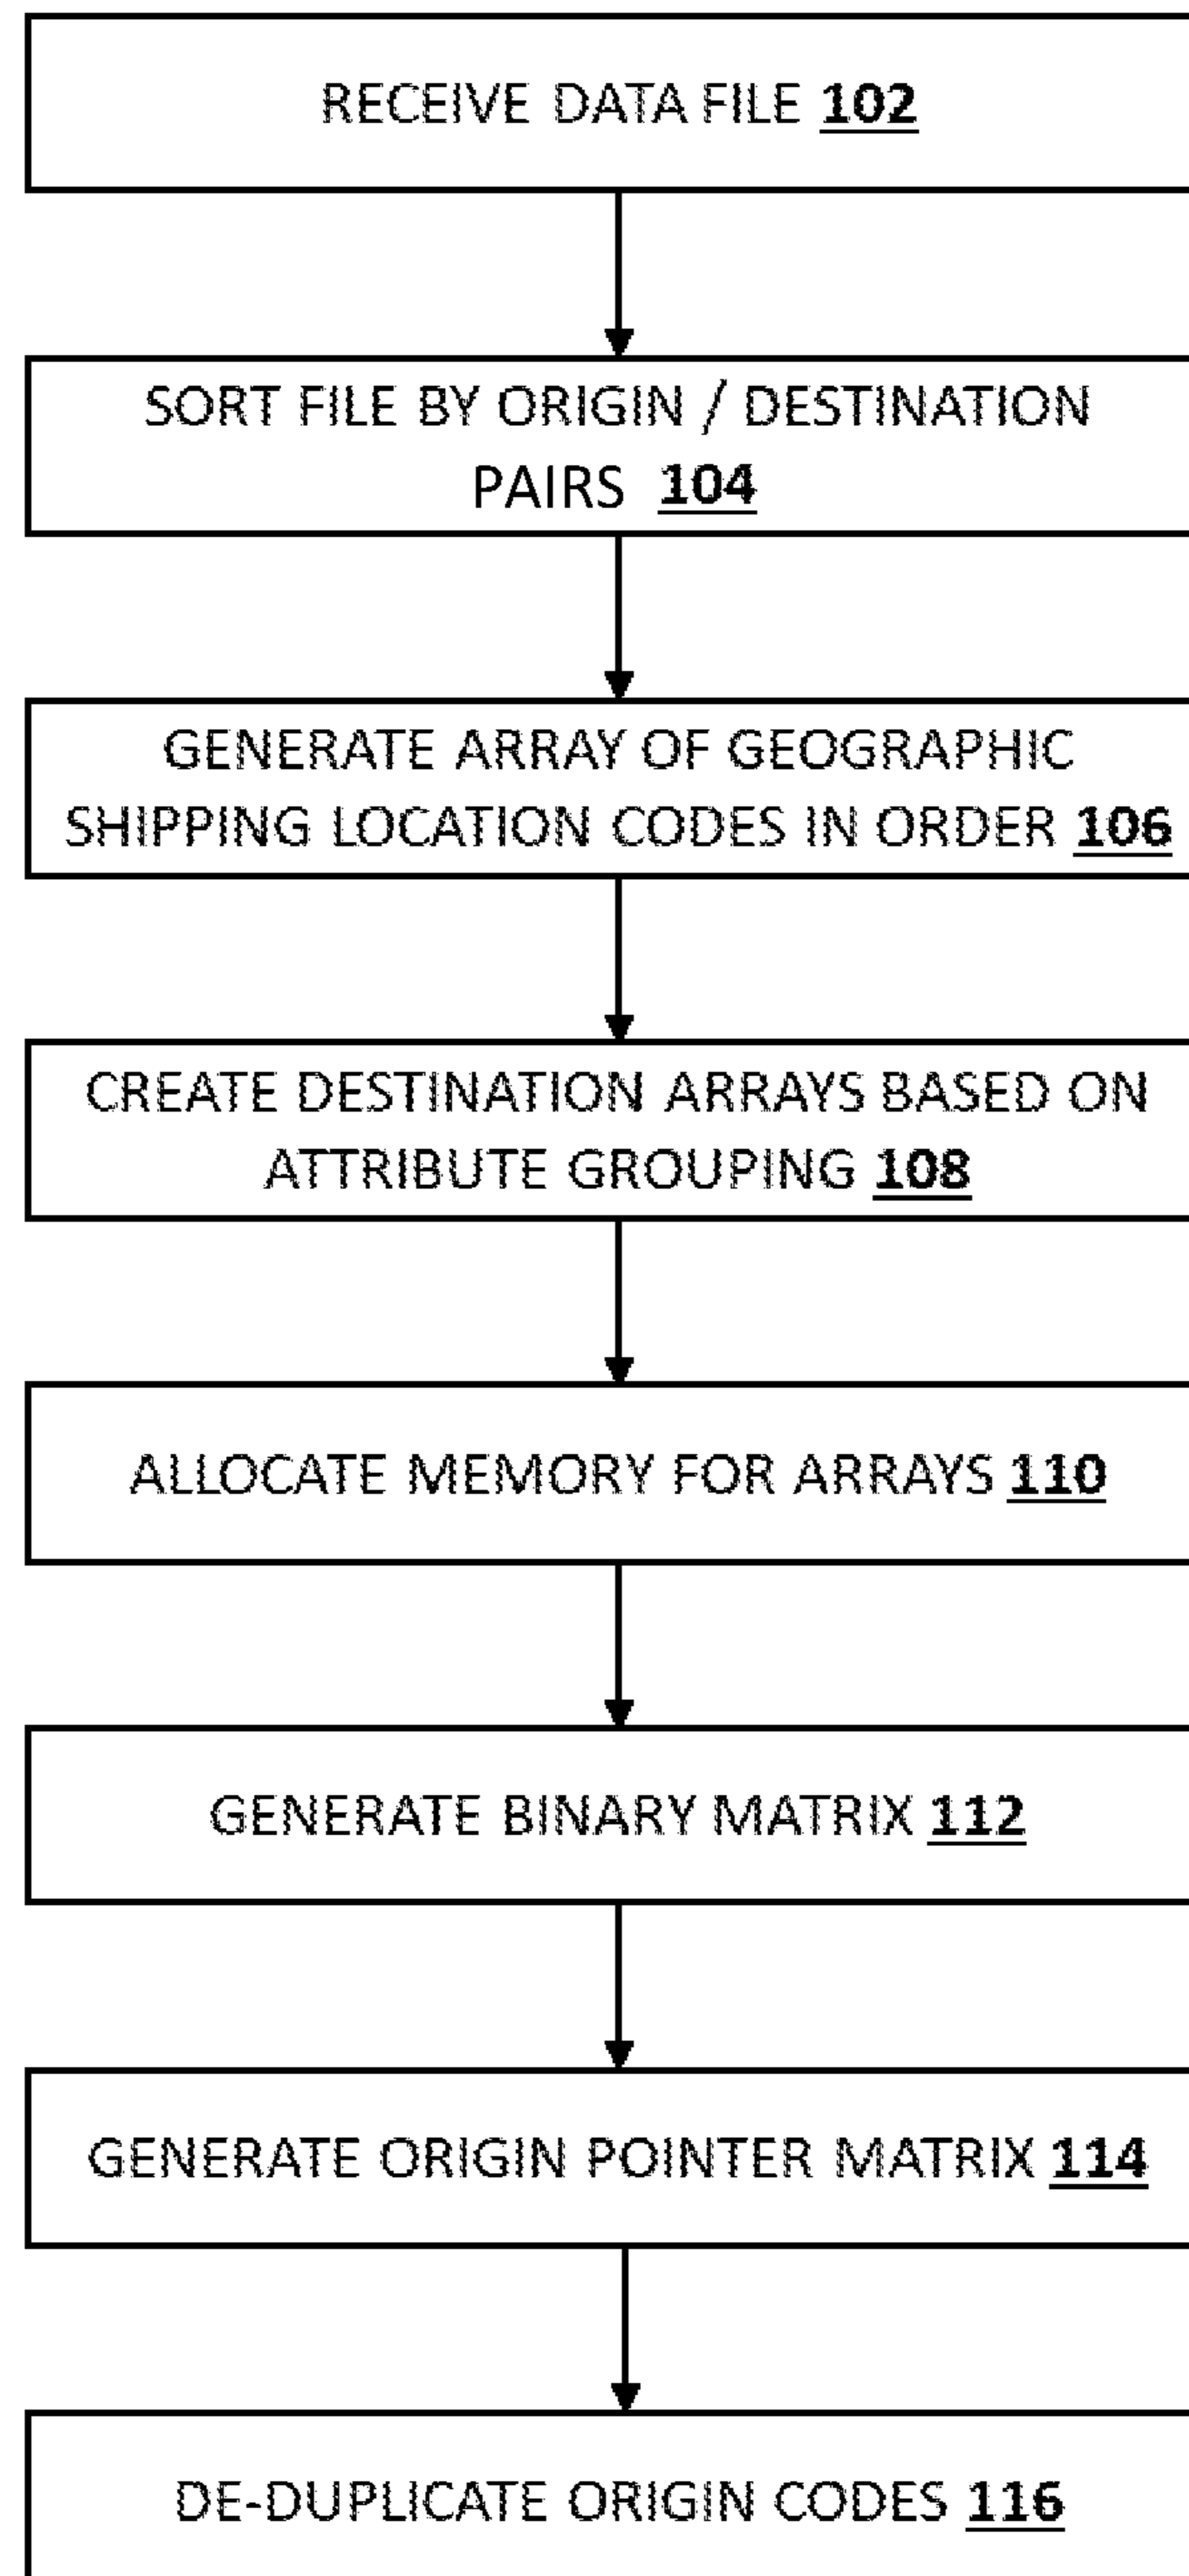 RECEIVE DATA FILE 102
SORT FILE BY ORIGIN / DESTINATION
PAIRS 104
GENERATE ARRAY OF GEOGRAPHIC
SHIPPING LOCATION CODES IN ORDER 106
CREATE DESTINATION ARRAYS BASED ON
ATTRIBUTE GROUPING 108
ALLOCATE MEMORY FOR ARRAYS 110
GENERATE BINARY MATRIX 112
GENERATE ORIGIN POINTER MATRIX 114
DE-DUPLICATE ORIGIN CODES 116